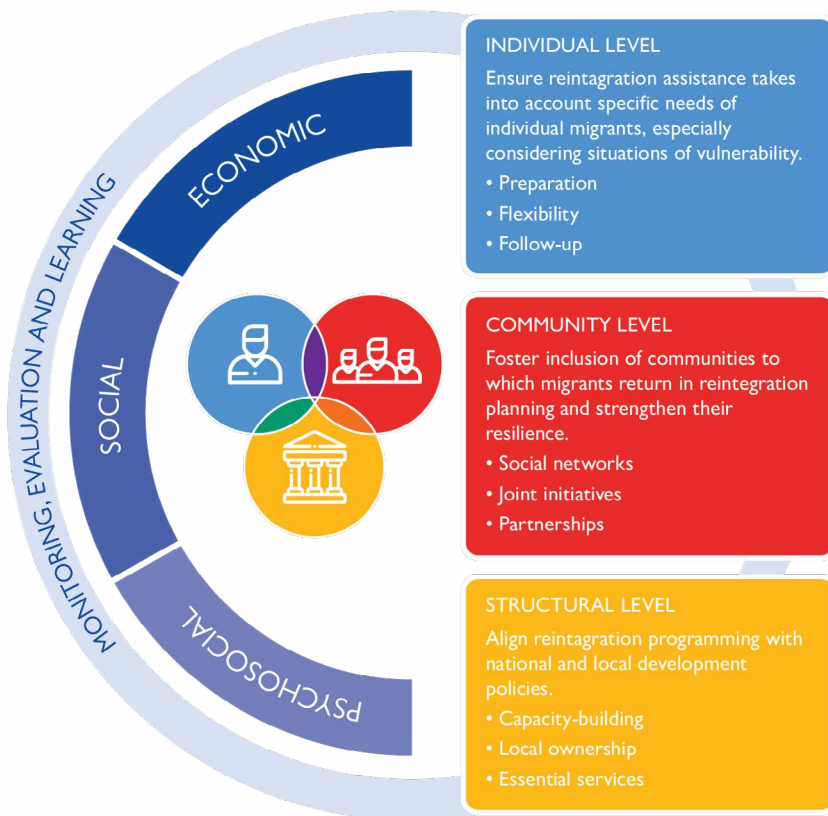 MONITORING, EVALUATION AND LEARNING
ECONOMIC
SOCIAL
PSYCHOSOCIAL
INDIVIDUAL LEVEL
Ensure reintagration assistance takes
into account specific needs of
individual migrants, especially
considering situations of vulnerability.
• Preparation
• Flexibility
• Follow-up
COMMUNITY LEVEL
Foster inclusion of communities to
which migrants return in reintegration
planning and strengthen their
resilience.
• Social networks
• Joint initiatives
• Partnerships
STRUCTURAL LEVEL
Align reintagration programming with
national and local development
policies.
• Capacity-building
• Local ownership
• Essential services